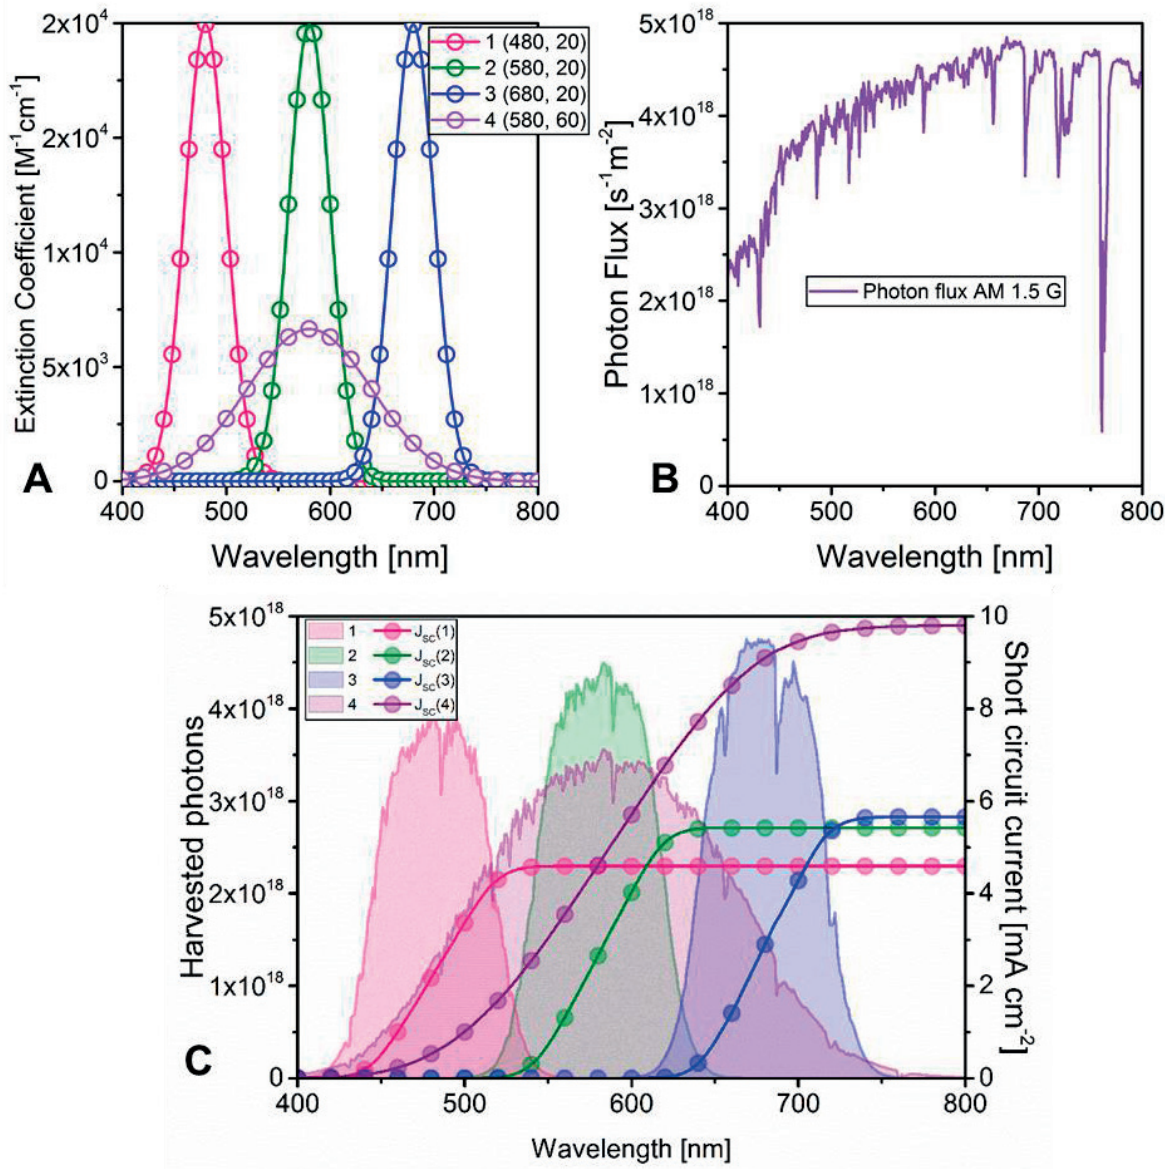 2x10⁴
2x10⁴
1x10⁴
5x10³
0
Extinction Coefficient [M⁻¹cm⁻¹]
1 (480, 20)
2 (580, 20)
3 (680, 20)
4 (580, 60)
400 500 600 700 800
Wavelength [nm]
A
5x10¹⁸
4x10¹⁸
3x10¹⁸
2x10¹⁸
1x10¹⁸
0
Photon Flux [s⁻¹m⁻²]
Photon flux AM 1.5 G
400 500 600 700 800
Wavelength [nm]
B
5x10¹⁸
4x10¹⁸
3x10¹⁸
2x10¹⁸
1x10¹⁸
0
Harvested photons
1 J_SC(1)
2 J_SC(2)
3 J_SC(3)
4 J_SC(4)
10
8
6
4
2
0
Short circuit current [mA cm⁻²]
C
400 500 600 700 800
Wavelength [nm]